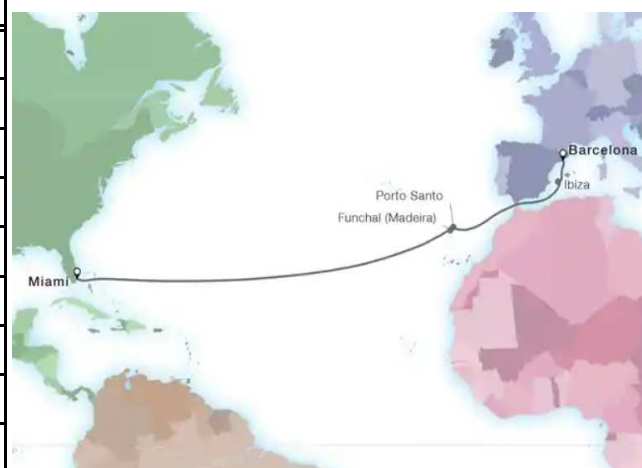 Barcelona
Ibiza
Porto Santo
Funchal (Madeira)
Miami